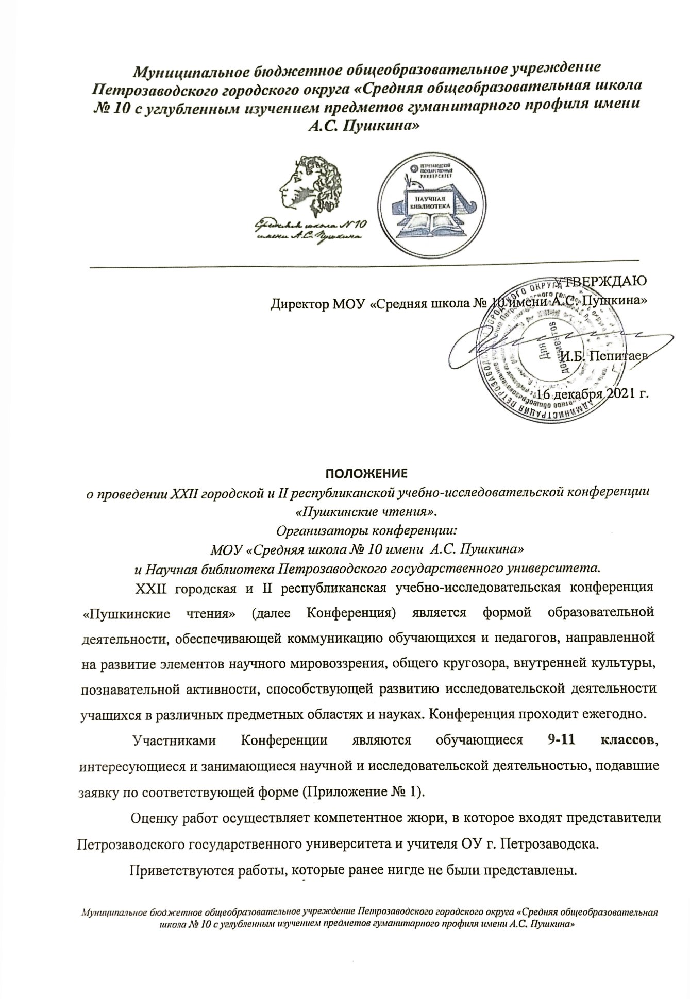 Муниципальное бюджетное общеобразовательное учреждение
Петрозаводского городского округа «Средняя общеобразовательная школа
№ 10 с углубленным изучением предметов гуманитарного профиля имени
А.С. Пушкина»
Средняя школа №10
имени А.С. Пушкина
ПЕТРОЗАВОДСКИЙ
ГОСУДАРСТВЕННЫЙ
УНИВЕРСИТЕТ
НАУЧНАЯ
БИБЛИОТЕКА
УТВЕРЖДАЮ
Директор МОУ «Средняя школа № 10 имени А.С. Пушкина»
И.Б. Пепитаев
16 декабря 2021 г.
АДМИНИСТРАЦИЯ ПЕТРОЗАВОДСКОГО ГОРОДСКОГО ОКРУГА
Для
документов
ПОЛОЖЕНИЕ
о проведении XXII городской и II республиканской учебно-исследовательской конференции
«Пушкинские чтения».
Организаторы конференции:
МОУ «Средняя школа № 10 имени А.С. Пушкина»
и Научная библиотека Петрозаводского государственного университета.
XXII городская и II республиканская учебно-исследовательская конференция
«Пушкинские чтения» (далее Конференция) является формой образовательной
деятельности, обеспечивающей коммуникацию обучающихся и педагогов, направленной
на развитие элементов научного мировоззрения, общего кругозора, внутренней культуры,
познавательной активности, способствующей развитию исследовательской деятельности
учащихся в различных предметных областях и науках. Конференция проходит ежегодно.
Участниками Конференции являются обучающиеся 9-11 классов,
интересующиеся и занимающиеся научной и исследовательской деятельностью, подавшие
заявку по соответствующей форме (Приложение № 1).
Оценку работ осуществляет компетентное жюри, в которое входят представители
Петрозаводского государственного университета и учителя ОУ г. Петрозаводска.
Приветствуются работы, которые ранее нигде не были представлены.
Муниципальное бюджетное общеобразовательное учреждение Петрозаводского городского округа «Средняя общеобразовательная
школа № 10 с углубленным изучением предметов гуманитарного профиля имени А.С. Пушкина»